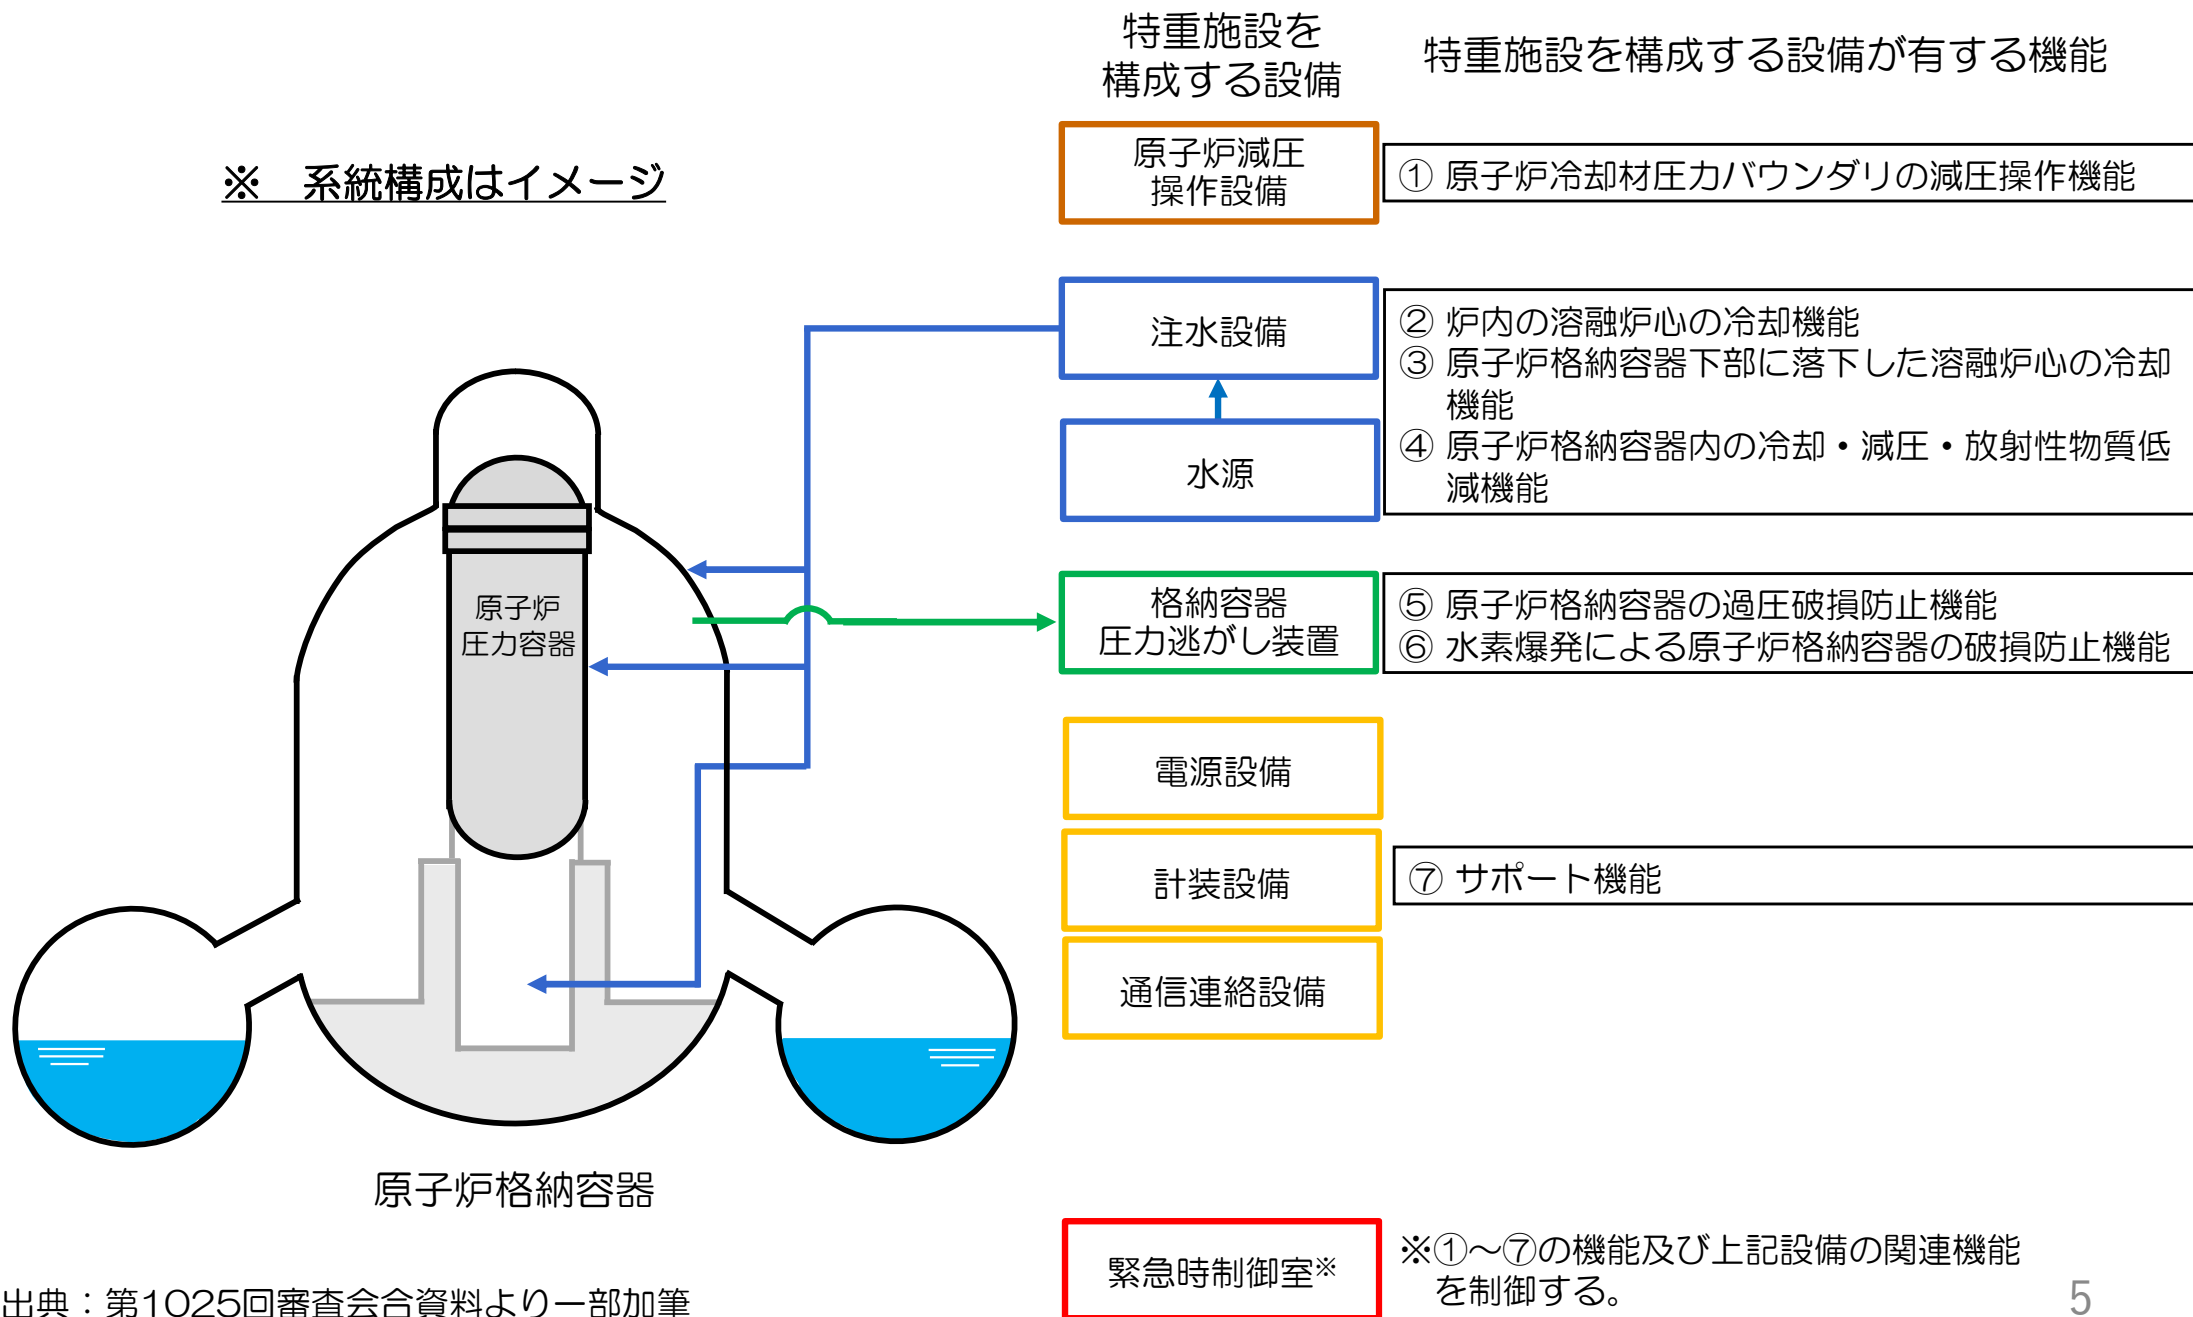 特重施設を
構成する設備
特重施設を構成する設備が有する機能
※　系統構成はイメージ
原子炉減圧
操作設備
① 原子炉冷却材圧力バウンダリの減圧操作機能
注水設備
水源
② 炉内の溶融炉心の冷却機能
③ 原子炉格納容器下部に落下した溶融炉心の冷却
機能
④ 原子炉格納容器内の冷却・減圧・放射性物質低
減機能
原子炉
圧力容器
格納容器
圧力逃がし装置
⑤ 原子炉格納容器の過圧破損防止機能
⑥ 水素爆発による原子炉格納容器の破損防止機能
電源設備
計装設備
通信連絡設備
⑦ サポート機能
原子炉格納容器
緊急時制御室※
※①～⑦の機能及び上記設備の関連機能
を制御する。
出典：第1025回審査会合資料より一部加筆
5